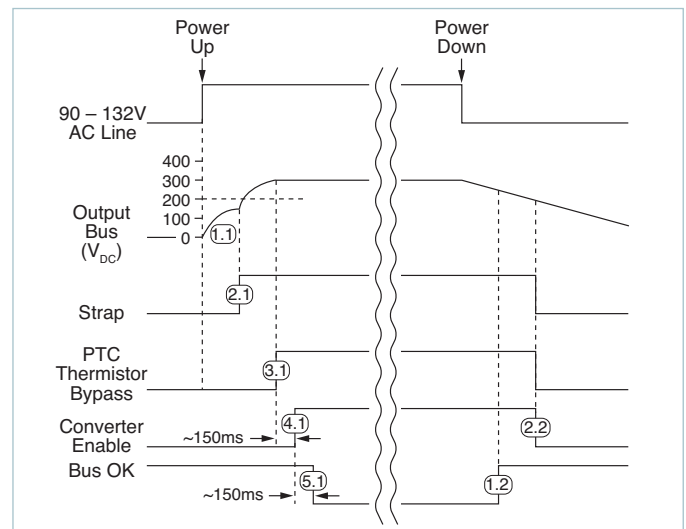 Power
Up
Power
Down
90 – 132V
AC Line
400
300
200
100
0
Output
Bus
(VDC)
1.1
2.1
Strap
PTC
Thermistor
Bypass
3.1
Converter
Enable
4.1
2.2
~150ms
Bus OK
5.1
1.2
~150ms